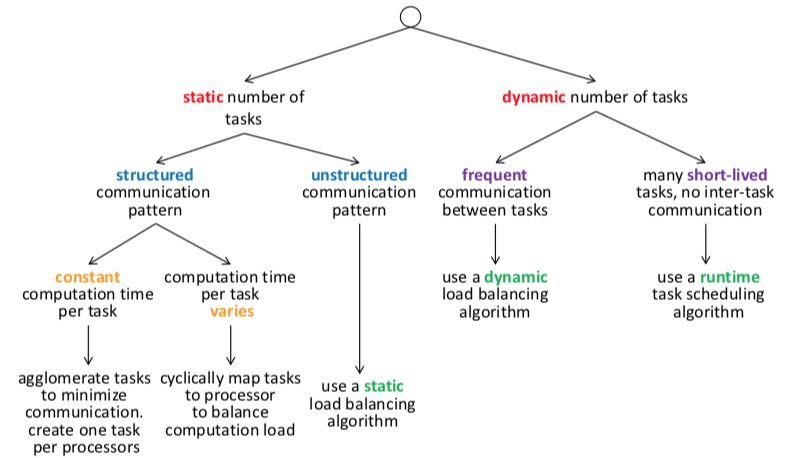 static number of
tasks
dynamic number of tasks
structured
communication
pattern
unstructured
communication
pattern
frequent
communication
between tasks
many short-lived
tasks, no inter-task
communication
constant
computation time
per task
computation time
per task
varies
use a dynamic
load balancing
algorithm
use a runtime
task scheduling
algorithm
agglomerate tasks
to minimize
communication.
create one task
per processors
cyclically map tasks
to processor
to balance
computation load
use a static
load balancing
algorithm